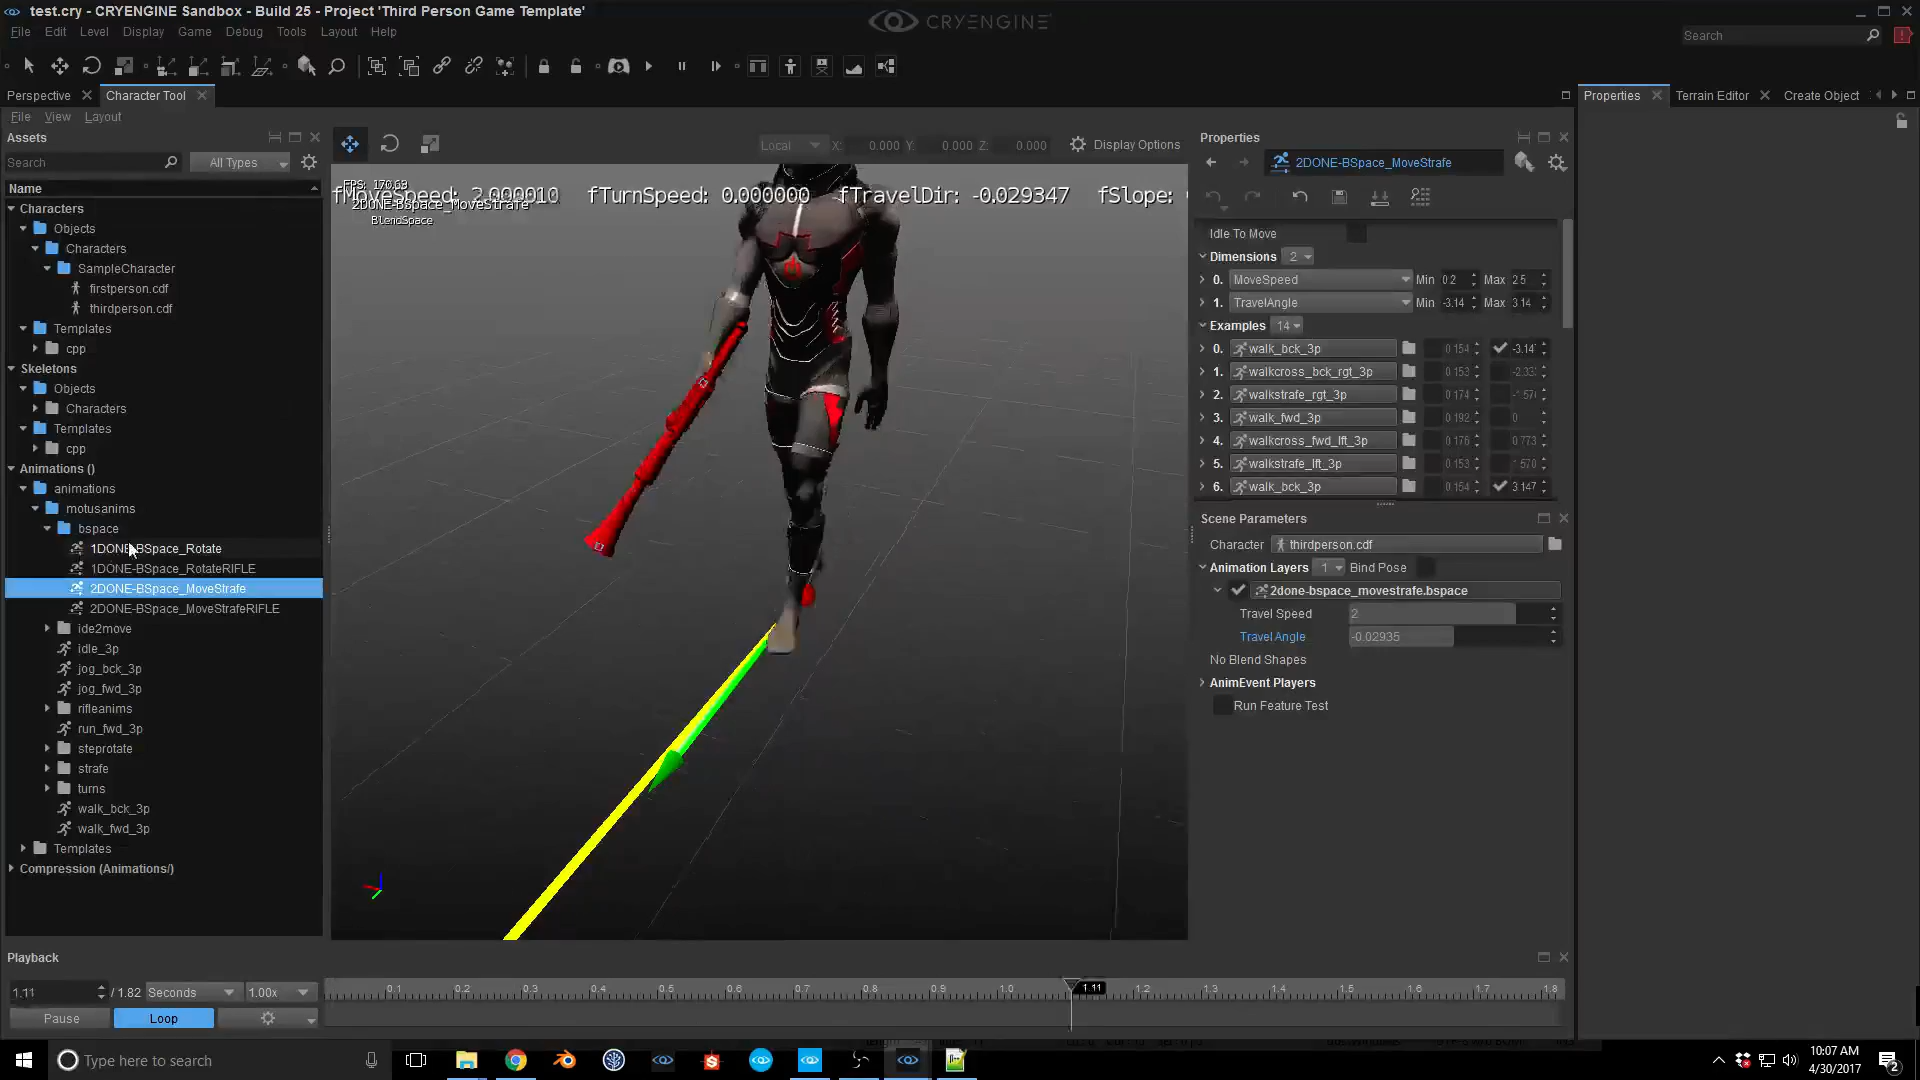 test.cry - CRYENGINE Sandbox - Build 25 - Project 'Third Person Game Template'
CRYENGINE
File Edit Level Display Game Debug Tools Layout Help
Search
Perspective
Character Tool
Properties
Terrain Editor
Create Object
File View Layout
Assets
Search
All Types
Name
Characters
Objects
Characters
SampleCharacter
firstperson.cdf
thirdperson.cdf
Templates
cpp
Skeletons
Objects
Characters
Templates
cpp
Animations ()
animations
motusanims
bspace
1DONE-BSpace_Rotate
1DONE-BSpace_RotateRIFLE
2DONE-BSpace_MoveStrafe
2DONE-BSpace_MoveStrafeRIFLE
ide2move
idle_3p
jog_bck_3p
jog_fwd_3p
rifleanims
run_fwd_3p
steprotate
strafe
turns
walk_bck_3p
walk_fwd_3p
Templates
Compression (Animations/)
Local X: 0.000 Y: 0.000 Z: 0.000 Display Options
FPS: 170.63
fMoveSpeed: 2.000010 fTurnSpeed: 0.000000 fTravelDir: -0.029347 fSlope:
2DONE-BSpace_MoveStrafe
BlendSpace
Properties
2DONE-BSpace_MoveStrafe
Idle To Move
Dimensions 2
0. MoveSpeed Min 0.2 Max 2.5
1. TravelAngle Min -3.14 Max 3.14
Examples 14
0. walk_bck_3p 0.154 -3.14
1. walkcross_bck_rgt_3p 0.153 -2.33
2. walkstrafe_rgt_3p 0.174 -1.570
3. walk_fwd_3p 0.192 0
4. walkcross_fwd_lft_3p 0.176 0.773
5. walkstrafe_lft_3p 0.153 1.570
6. walk_bck_3p 0.154 3.147
Scene Parameters
Character thirdperson.cdf
Animation Layers 1 Bind Pose
2done-bspace_movestrafe.bspace
Travel Speed 2
Travel Angle -0.02935
No Blend Shapes
AnimEvent Players
Run Feature Test
Playback
1.11 / 1.82 Seconds 1.00x
0.1 0.2 0.3 0.4 0.5 0.6 0.7 0.8 0.9 1.0 1.11 1.2 1.3 1.4 1.5 1.6 1.7 1.8
Pause Loop
Type here to search
10:07 AM
4/30/2017
2